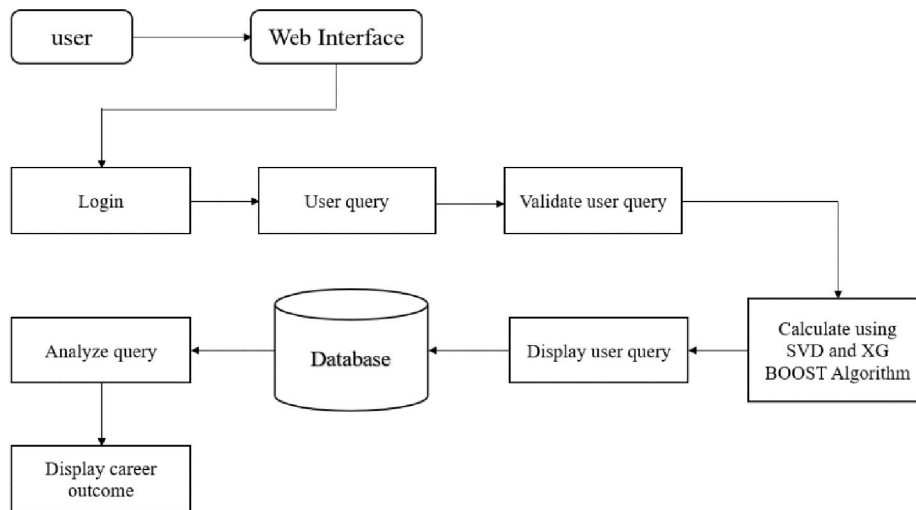 user
Web Interface
Login
User query
Validate user query
Calculate using
SVD and XG
BOOST Algorithm
Display user query
Database
Analyze query
Display career
outcome